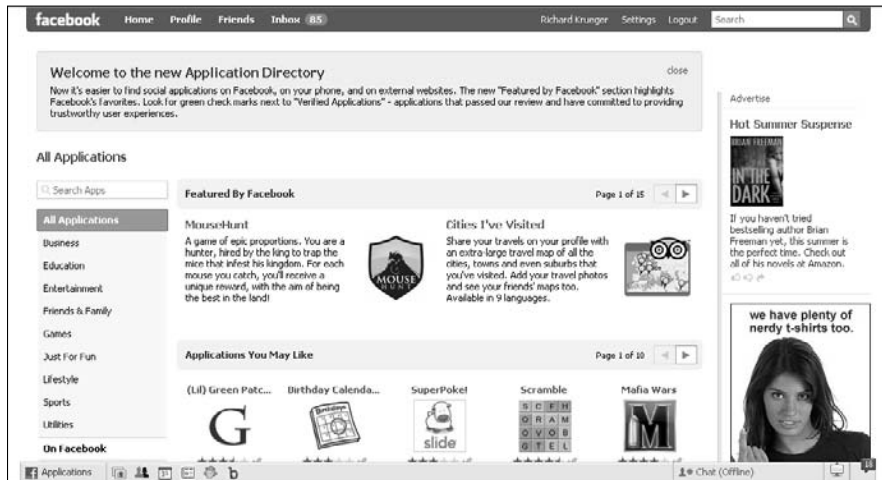 facebook Home Profile Friends Inbox 85 Richard Krueger Settings Logout Search
Welcome to the new Application Directory close
Now it's easier to find social applications on Facebook, on your phone, and on external websites. The new "Featured by Facebook" section highlights
Facebook's favorites. Look for green check marks next to "Verified Applications" - applications that passed our review and have committed to providing
trustworthy user experiences.
All Applications
Search Apps
All Applications
Business
Education
Entertainment
Friends & Family
Games
Just For Fun
Lifestyle
Sports
Utilities
On Facebook
Featured By Facebook Page 1 of 15
MouseHunt
A game of epic proportions. You are a
hunter, hired by the king to trap the
mice that infest his kingdom. For each
mouse you catch, you'll receive a
unique reward, with the aim of being
the best in the land!
MOUSE
HUNT
Cities I've Visited
Share your travels on your profile with
an extra-large travel map of all the
cities, towns and even suburbs that
you've visited. Add your travel photos
and see your friends' maps too.
Available in 9 languages.
Applications You May Like Page 1 of 10
(Lil) Green Patc... Birthday Calenda... SuperPoke! Scramble Mafia Wars
G
Birthdays
slide
S C F H
O R A M
O V O B
G T E L
M
Advertise
Hot Summer Suspense
BRIAN FREEMAN
IN THE
DARK
If you haven't tried
bestselling author Brian
Freeman yet, this summer is
the perfect time. Check out
all of his novels at Amazon.
we have plenty of
nerdy t-shirts too.
Applications 31 b Chat (Offline) 18